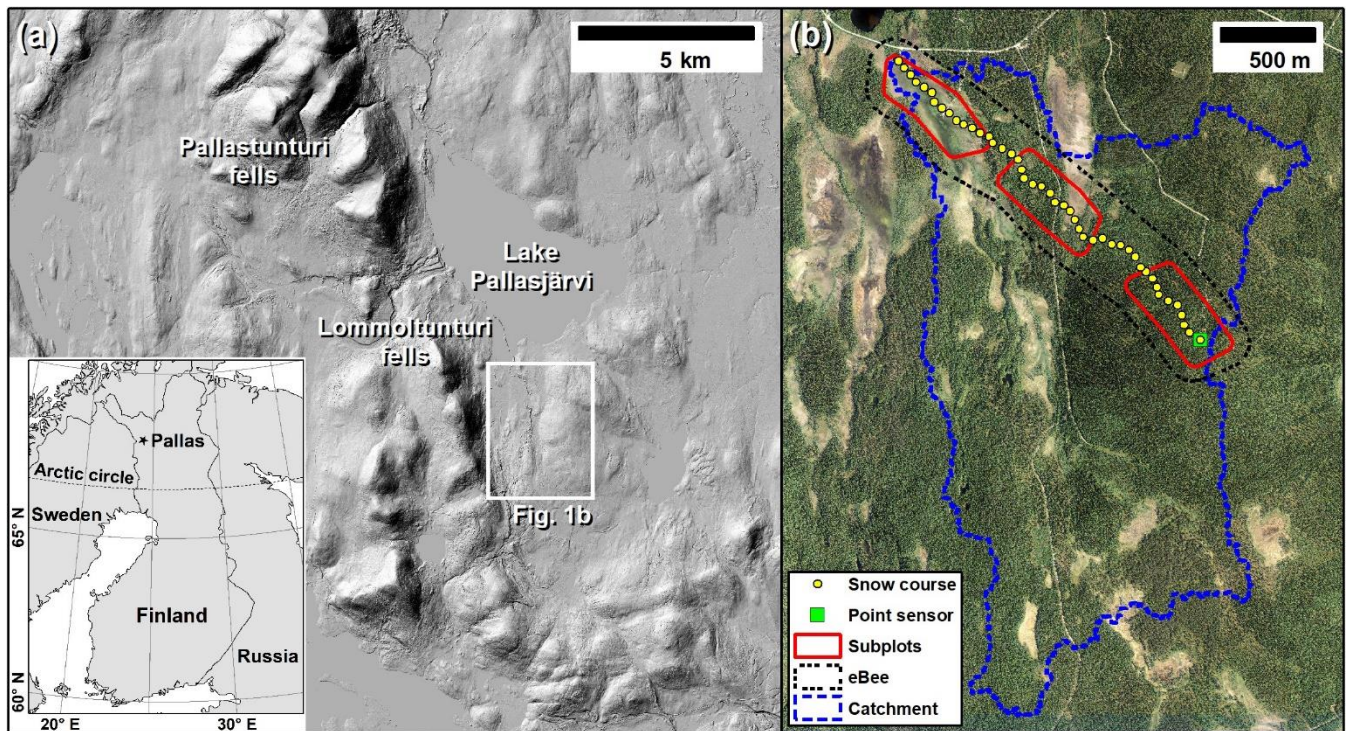 (a)
5 km
Pallastunturi
fells
Lake
Pallasjärvi
Lommoltunturi
fells
Fig. 1b
Pallas
Arctic circle
Sweden
65° N
Finland
Russia
60° N
20° E
30° E
(b)
500 m
Snow course
Point sensor
Subplots
eBee
Catchment